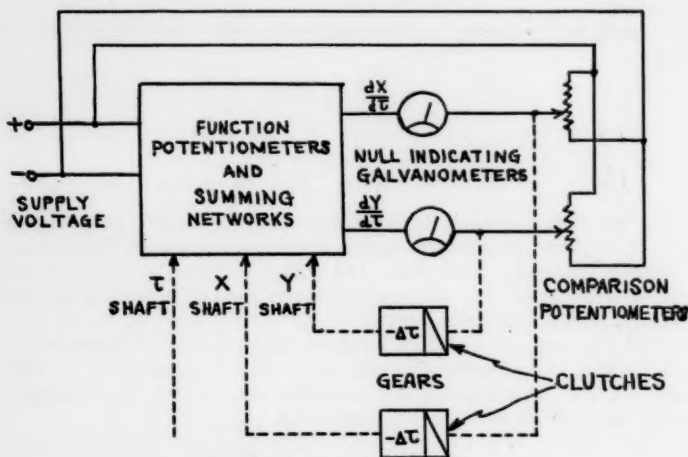 +
-
SUPPLY
VOLTAGE
FUNCTION
POTENTIOMETERS
AND
SUMMING
NETWORKS
dX
dτ
NULL INDICATING
GALVANOMETERS
dY
dτ
COMPARISON
POTENTIOMETERS
τ
SHAFT
X
SHAFT
Y
SHAFT
-Δτ
GEARS
CLUTCHES
-Δτ